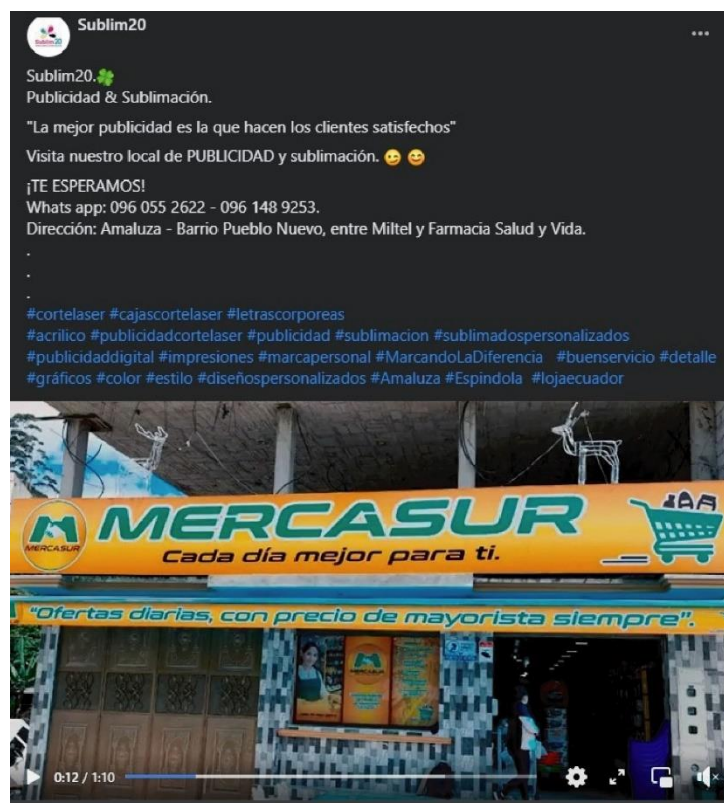 Sublim20
Sublim20.🍀
Publicidad & Sublimación.
"La mejor publicidad es la que hacen los clientes satisfechos"
Visita nuestro local de PUBLICIDAD y sublimación. 😉 😊
¡TE ESPERAMOS!
Whats app: 096 055 2622 - 096 148 9253.
Dirección: Amaluza - Barrio Pueblo Nuevo, entre Miltel y Farmacia Salud y Vida.
.
.
.
#cortelaser #cajascortelaser #letrascorporeas
#acrílico #publicidadcortelaser #publicidad #sublimacion #sublimadospersonalizados
#publicidaddigital #impresiones #marcapersonal #MarcandoLaDiferencia #buenservicio #detalle
#gráficos #color #estilo #diseñospersonalizados #Amaluza #Espindola #lojaecuador
MERCASUR
MERCASUR
Cada día mejor para ti.
"Ofertas diarias, con precio de mayorista siempre".
MERCASUR
0:12 / 1:10